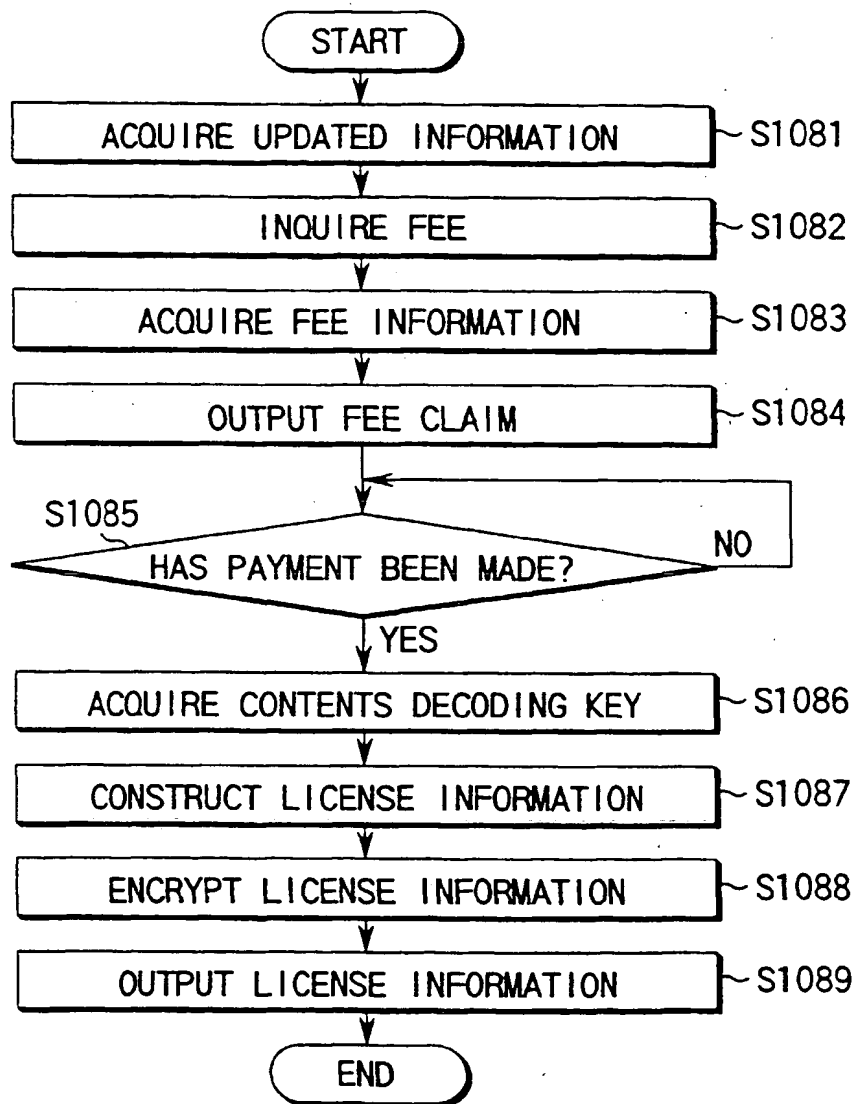 START
ACQUIRE UPDATED INFORMATION S1081
INQUIRE FEE S1082
ACQUIRE FEE INFORMATION S1083
OUTPUT FEE CLAIM S1084
S1085
HAS PAYMENT BEEN MADE? NO
YES
ACQUIRE CONTENTS DECODING KEY S1086
CONSTRUCT LICENSE INFORMATION S1087
ENCRYPT LICENSE INFORMATION S1088
OUTPUT LICENSE INFORMATION S1089
END